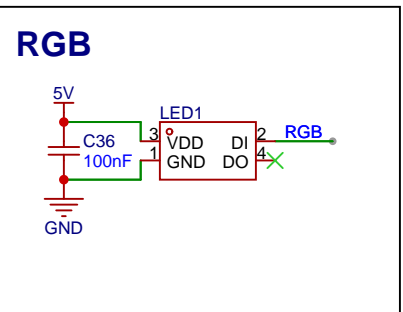 RGB
5V
LED1
C36
100nF
3 VDD DI 2 RGB
1 GND DO 4
GND